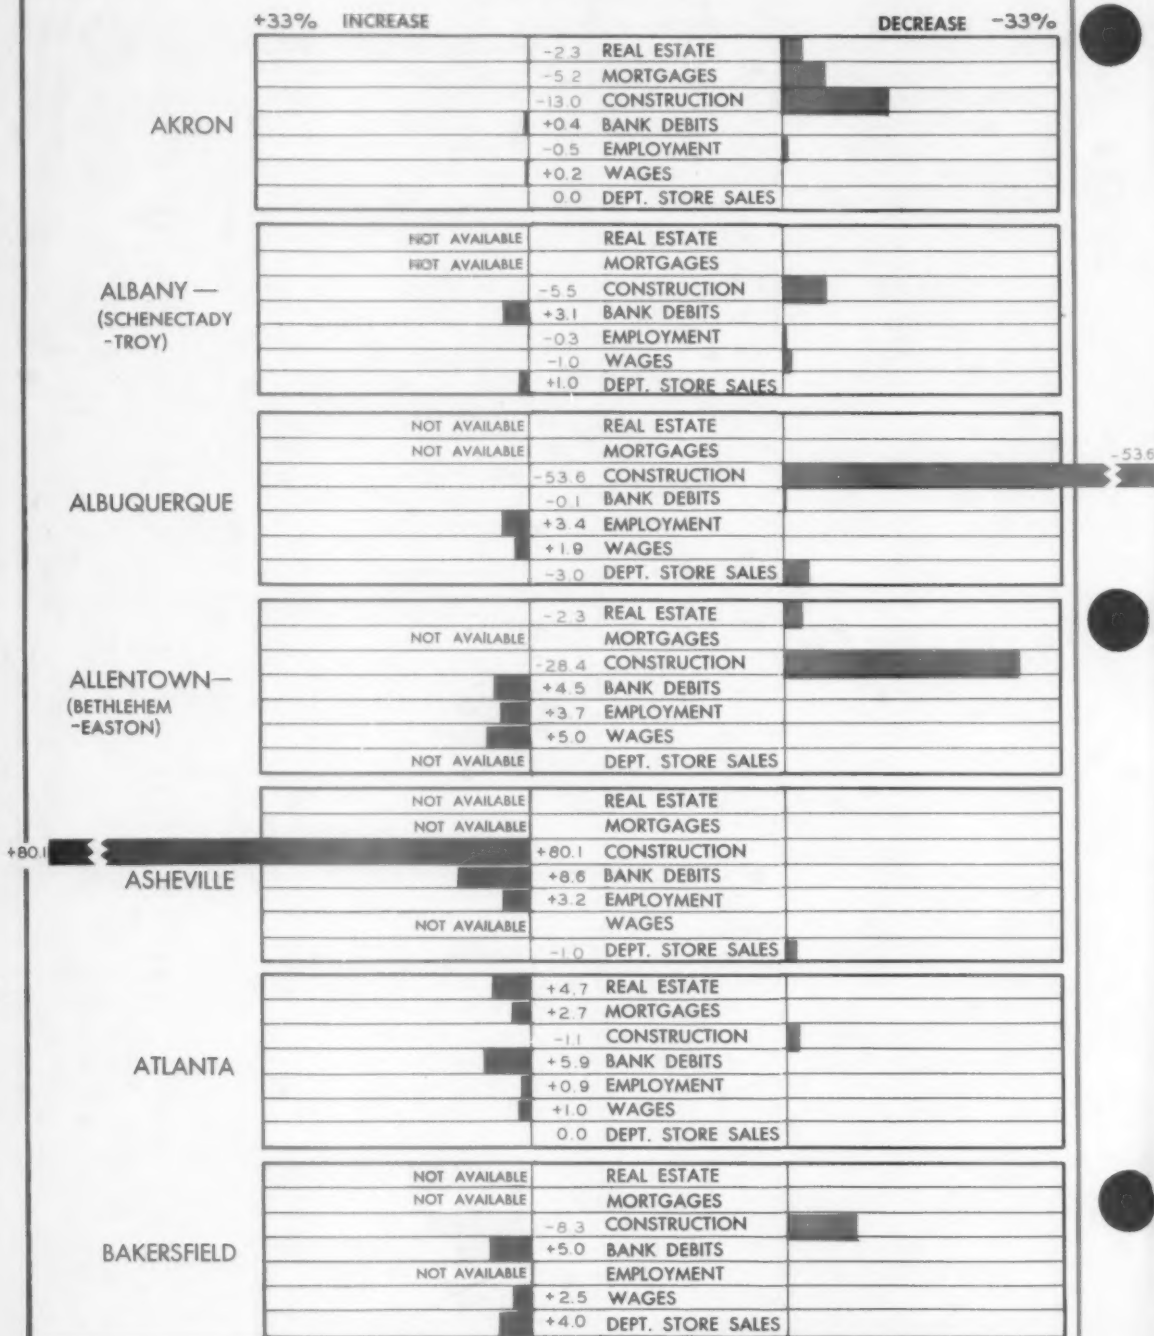 +33% INCREASE DECREASE -33%
AKRON
-2.3 REAL ESTATE
-5.2 MORTGAGES
-13.0 CONSTRUCTION
+0.4 BANK DEBITS
-0.5 EMPLOYMENT
+0.2 WAGES
0.0 DEPT. STORE SALES
ALBANY —
(SCHENECTADY
-TROY)
NOT AVAILABLE REAL ESTATE
NOT AVAILABLE MORTGAGES
-5.5 CONSTRUCTION
+3.1 BANK DEBITS
-0.3 EMPLOYMENT
-1.0 WAGES
+1.0 DEPT. STORE SALES
ALBUQUERQUE
NOT AVAILABLE REAL ESTATE
NOT AVAILABLE MORTGAGES
-53.6 CONSTRUCTION -53.6
-0.1 BANK DEBITS
+3.4 EMPLOYMENT
+1.9 WAGES
-3.0 DEPT. STORE SALES
ALLENTOWN—
(BETHLEHEM
-EASTON)
-2.3 REAL ESTATE
NOT AVAILABLE MORTGAGES
-28.4 CONSTRUCTION
+4.5 BANK DEBITS
+3.7 EMPLOYMENT
+5.0 WAGES
NOT AVAILABLE DEPT. STORE SALES
ASHEVILLE
NOT AVAILABLE REAL ESTATE
NOT AVAILABLE MORTGAGES
+80.1 +80.1 CONSTRUCTION
+8.6 BANK DEBITS
+3.2 EMPLOYMENT
NOT AVAILABLE WAGES
-1.0 DEPT. STORE SALES
ATLANTA
+4.7 REAL ESTATE
+2.7 MORTGAGES
-1.1 CONSTRUCTION
+5.9 BANK DEBITS
+0.9 EMPLOYMENT
+1.0 WAGES
0.0 DEPT. STORE SALES
BAKERSFIELD
NOT AVAILABLE REAL ESTATE
NOT AVAILABLE MORTGAGES
-8.3 CONSTRUCTION
+5.0 BANK DEBITS
NOT AVAILABLE EMPLOYMENT
+2.5 WAGES
+4.0 DEPT. STORE SALES